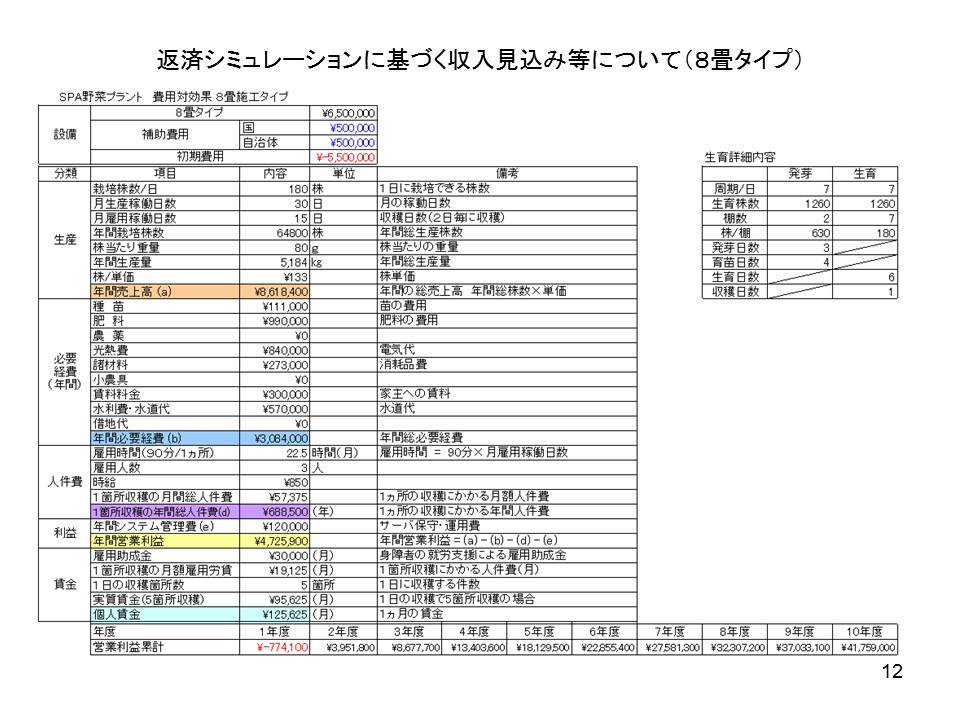 返済シミュレーションに基づく収入見込み等について（８畳タイプ）
SPA野菜プラント　費用対効果 ８畳施工タイプ
設備 ８畳タイプ ¥6,500,000
補助費用 国 ¥500,000
自治体 ¥500,000
初期費用 ¥-5,500,000
分類 項目 内容 単位 備考
生産 栽培株数/日 180 株 １日に栽培できる株数
月生産稼働日数 30 日 月の稼動日数
月雇用稼働日数 15 日 収穫日数（２日毎に収穫）
年間栽培株数 64800 株 年間総生産株数
株当たり重量 80 g 株当たりの重量
年間生産量 5,184 kg 年間総生産量
株/単価 ¥133 株単価
年間売上高（a） ¥8,618,400 年間の総売上高　年間総株数×単価
必要経費（年間） 種　苗 ¥111,000 苗の費用
肥　料 ¥990,000 肥料の費用
農　薬 ¥0
光熱費 ¥840,000 電気代
諸材料 ¥273,000 消耗品費
小農具 ¥0
賃料料金 ¥300,000 家主への賃料
水利費・水道代 ¥570,000 水道代
借地代 ¥0
年間必要経費（b） ¥3,084,000 年間総必要経費
人件費 雇用時間（９０分/１ヵ所） 22.5 時間（月） 雇用時間 ＝ 90分×月雇用稼働日数
雇用人数 3 人
時給 ¥850
１箇所収穫の月間総人件費 ¥57,375 １ヵ所の収穫にかかる月額人件費
１箇所収穫の年間総人件費（d） ¥688,500 （年） １ヵ所の収穫にかかる年間人件費
利益 年間システム管理費（e） ¥120,000 サーバ保守・運用費
年間営業利益 ¥4,725,900 年間営業利益＝（a）－（b）－（d）－（e）
賃金 雇用助成金 ¥30,000 （月） 身障者の就労支援による雇用助成金
１箇所収穫の月額雇用労賃 ¥19,125 （月） １箇所収穫にかかる人件費（月）
１日の収穫箇所数 5 箇所 １日に収穫する件数
実質賃金（５箇所収穫） ¥95,625 （月） １日の収穫で５箇所収穫の場合
個人賃金 ¥125,625 （月） １ヵ月の賃金
年度 １年度 ２年度 ３年度 ４年度 ５年度 ６年度 ７年度 ８年度 ９年度 １０年度
営業利益累計 ¥-774,100 ¥3,951,800 ¥8,677,700 ¥13,403,600 ¥18,129,500 ¥22,855,400 ¥27,581,300 ¥32,307,200 ¥37,033,100 ¥41,759,000
生育詳細内容
発芽 生育
周期/日 7 7
生育株数 1260 1260
棚数 2 7
株/棚 630 180
発芽日数 3
育苗日数 4
生育日数 6
収穫日数 1
12